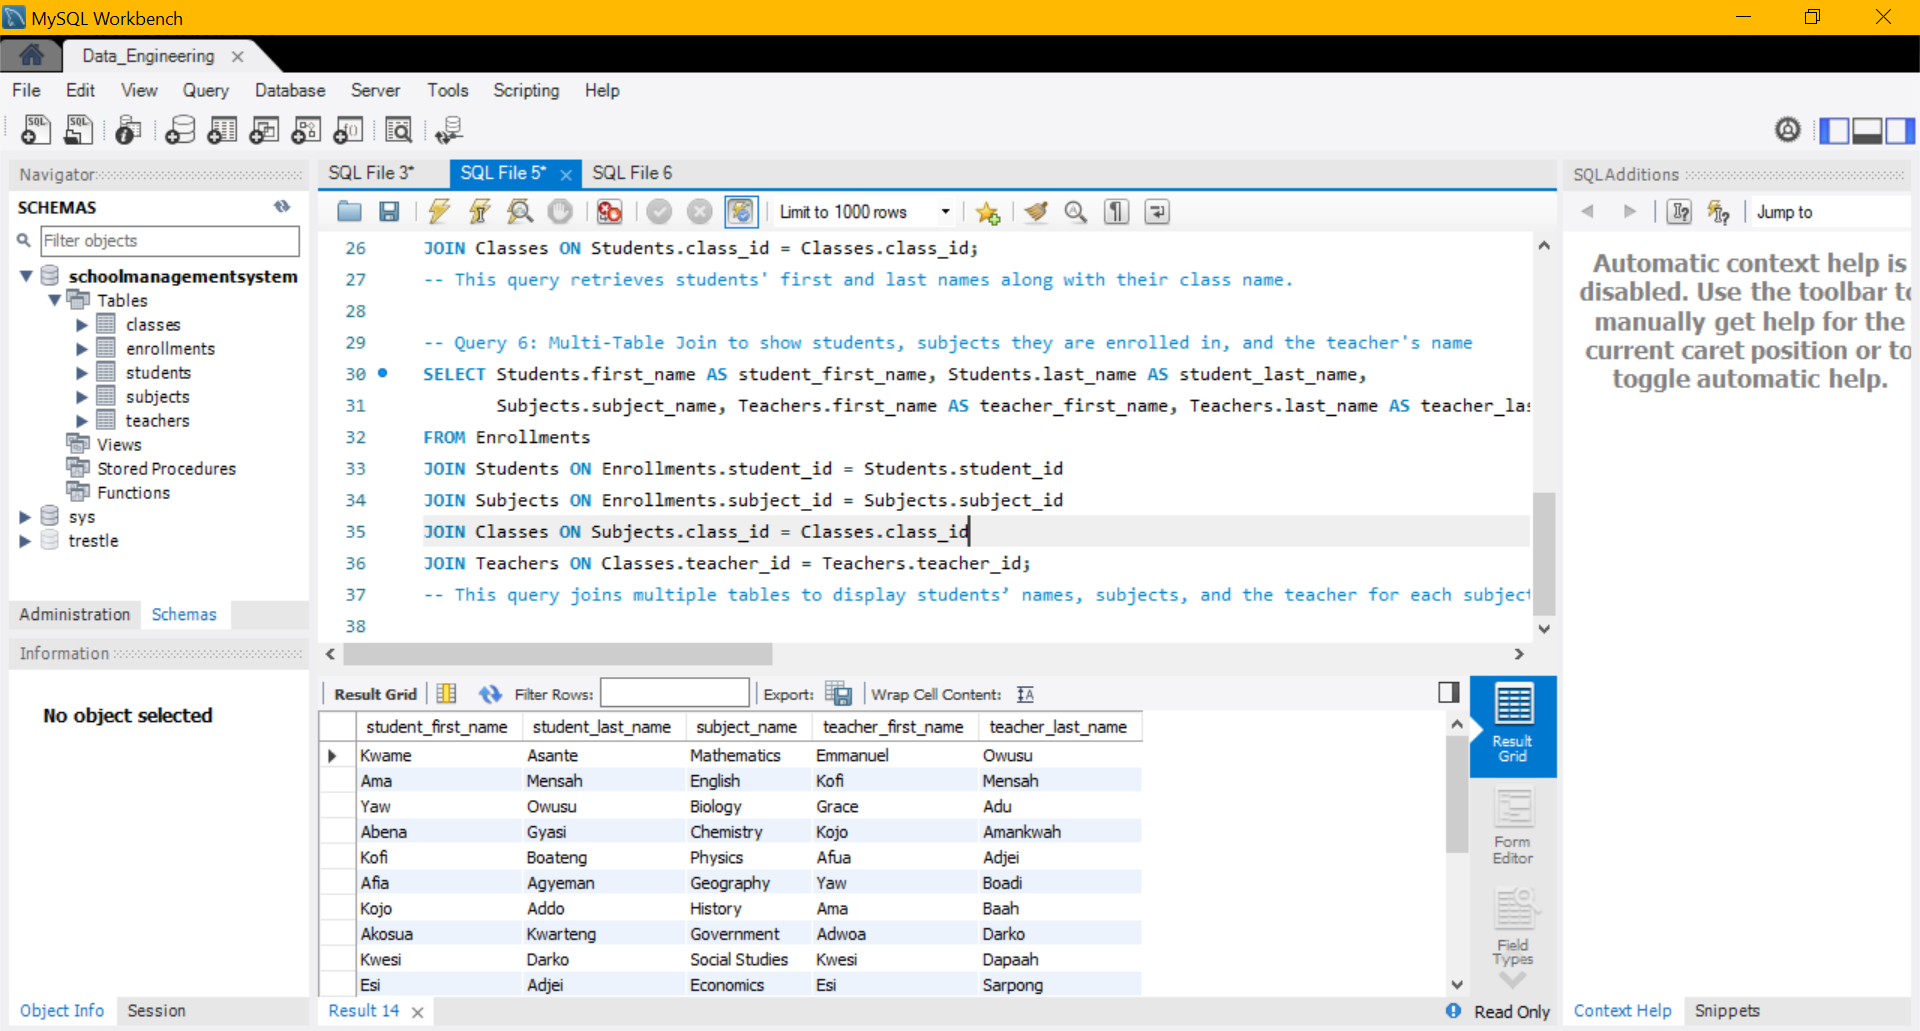 MySQL Workbench
Data_Engineering
File Edit View Query Database Server Tools Scripting Help
Navigator
SCHEMAS
Filter objects
schoolmanagementsystem
Tables
classes
enrollments
students
subjects
teachers
Views
Stored Procedures
Functions
sys
trestle
Administration Schemas
Information
No object selected
Object Info Session
SQL File 3* SQL File 5* SQL File 6
Limit to 1000 rows
26 JOIN Classes ON Students.class_id = Classes.class_id;
27 -- This query retrieves students' first and last names along with their class name.
28
29 -- Query 6: Multi-Table Join to show students, subjects they are enrolled in, and the teacher's name
30 SELECT Students.first_name AS student_first_name, Students.last_name AS student_last_name,
31 Subjects.subject_name, Teachers.first_name AS teacher_first_name, Teachers.last_name AS teacher_las
32 FROM Enrollments
33 JOIN Students ON Enrollments.student_id = Students.student_id
34 JOIN Subjects ON Enrollments.subject_id = Subjects.subject_id
35 JOIN Classes ON Subjects.class_id = Classes.class_id
36 JOIN Teachers ON Classes.teacher_id = Teachers.teacher_id;
37 -- This query joins multiple tables to display students’ names, subjects, and the teacher for each subject
38
Result Grid Filter Rows: Export: Wrap Cell Content:
student_first_name student_last_name subject_name teacher_first_name teacher_last_name
Kwame Asante Mathematics Emmanuel Owusu
Ama Mensah English Kofi Mensah
Yaw Owusu Biology Grace Adu
Abena Gyasi Chemistry Kojo Amankwah
Kofi Boateng Physics Afua Adjei
Afia Agyeman Geography Yaw Boadi
Kojo Addo History Ama Baah
Akosua Kwarteng Government Adwoa Darko
Kwesi Darko Social Studies Kwesi Dapaah
Esi Adjei Economics Esi Sarpong
Result 14
Read Only
Result
Grid
Form
Editor
Field
Types
SQLAdditions
Jump to
Automatic context help is
disabled. Use the toolbar to
manually get help for the
current caret position or to
toggle automatic help.
Context Help Snippets